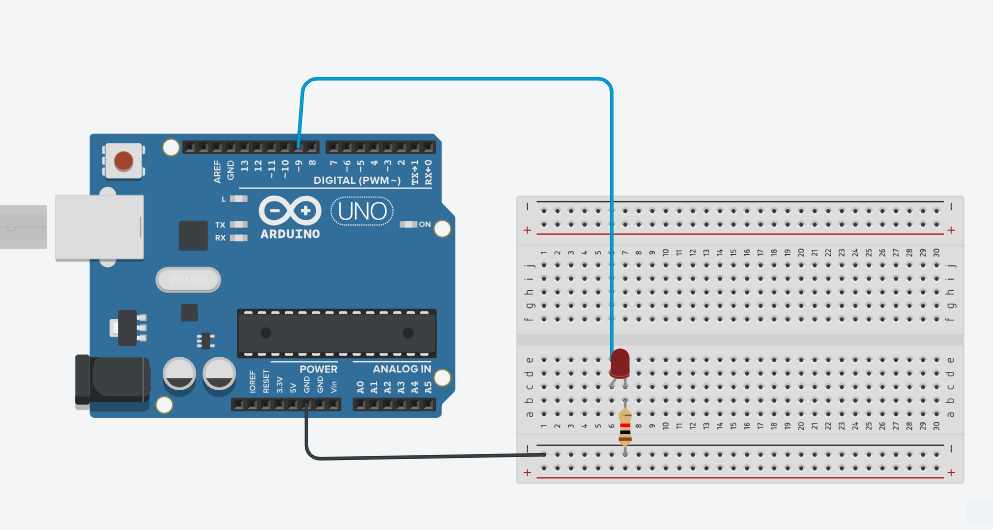 AREF
GND
13
12
~11
~10
~9
8
7
~6
~5
4
~3
2
TX→1
RX←0
DIGITAL (PWM~)
L
TX
RX
UNO
ON
ARDUINO
POWER
ANALOG IN
IOREF
RESET
3.3V
5V
GND
GND
Vin
A0
A1
A2
A3
A4
A5
− −
+ +
1 2 3 4 5 6 7 8 9 10 11 12 13 14 15 16 17 18 19 20 21 22 23 24 25 26 27 28 29 30
j j
i i
h h
g g
f f
e e
d d
c c
b b
a a
1 2 3 4 5 6 7 8 9 10 11 12 13 14 15 16 17 18 19 20 21 22 23 24 25 26 27 28 29 30
− −
+ +